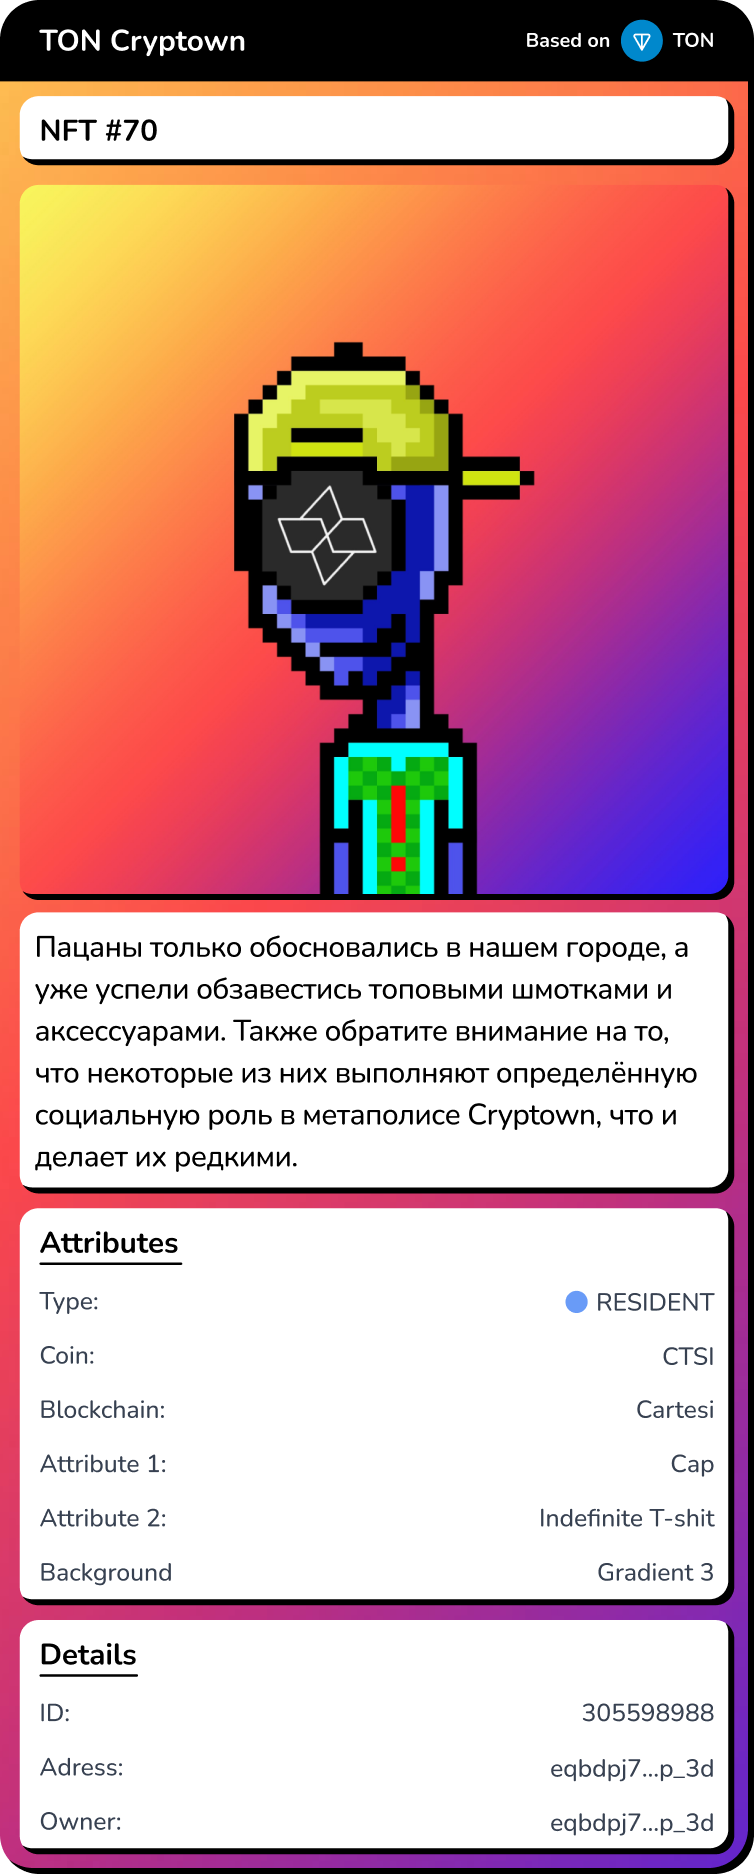 TON Cryptown
Based on TON
NFT #70
Пацаны только обосновались в нашем городе, а
уже успели обзавестись топовыми шмотками и
аксессуарами. Также обратите внимание на то,
что некоторые из них выполняют определённую
социальную роль в метаполисе Cryptown, что и
делает их редкими.
Attributes
Type: RESIDENT
Coin: CTSI
Blockchain: Cartesi
Attribute 1: Cap
Attribute 2: Indefinite T-shit
Background Gradient 3
Details
ID: 305598988
Adress: eqbdpj7...p_3d
Owner: eqbdpj7...p_3d